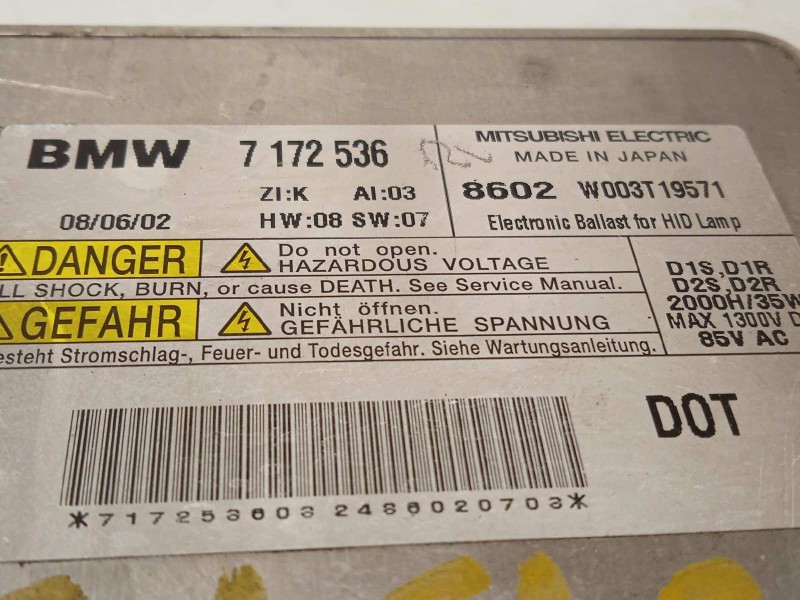 BMW 7 172 536
ZI:K AI:03
08/06/02 HW:08 SW:07
MITSUBISHI ELECTRIC
MADE IN JAPAN
8602 W003T19571
Electronic Ballast for HID Lamp
DANGER Do not open.
HAZARDOUS VOLTAGE
ILL SHOCK, BURN, or cause DEATH. See Service Manual.
GEFAHR Nicht öffnen.
GEFÄHRLICHE SPANNUNG
esteht Stromschlag-, Feuer- und Todesgefahr. Siehe Wartungsanleitung.
D1S,D1R
D2S,D2R
2000H/35W
MAX 1300V D
85V AC
DOT
*717253603 2486020703*